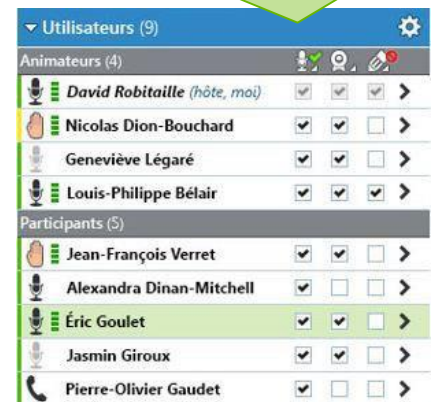 Utilisateurs (9)
Animateurs (4)
David Robitaille (hôte, moi)
Nicolas Dion-Bouchard
Geneviève Légaré
Louis-Philippe Bélair
Participants (5)
Jean-François Verret
Alexandra Dinan-Mitchell
Éric Goulet
Jasmin Giroux
Pierre-Olivier Gaudet